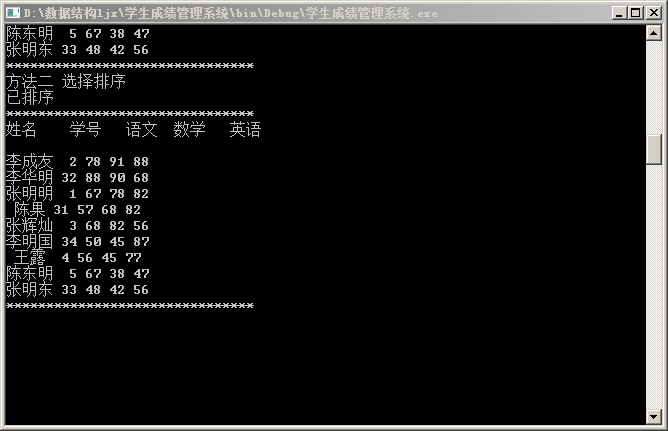 D:\数据结构ljx\学生成绩管理系统\bin\Debug\学生成绩管理系统.exe
陈东明  5 67 38 47
张明东 33 48 42 56
*******************************
方法二 选择排序
已排序
*******************************
姓名    学号   语文  数学   英语
李成友  2 78 91 88
李华明 32 88 90 68
张明明  1 67 78 82
 陈果 31 57 68 82
张辉灿  3 68 82 56
李明国 34 50 45 87
 王露  4 56 45 77
陈东明  5 67 38 47
张明东 33 48 42 56
*******************************